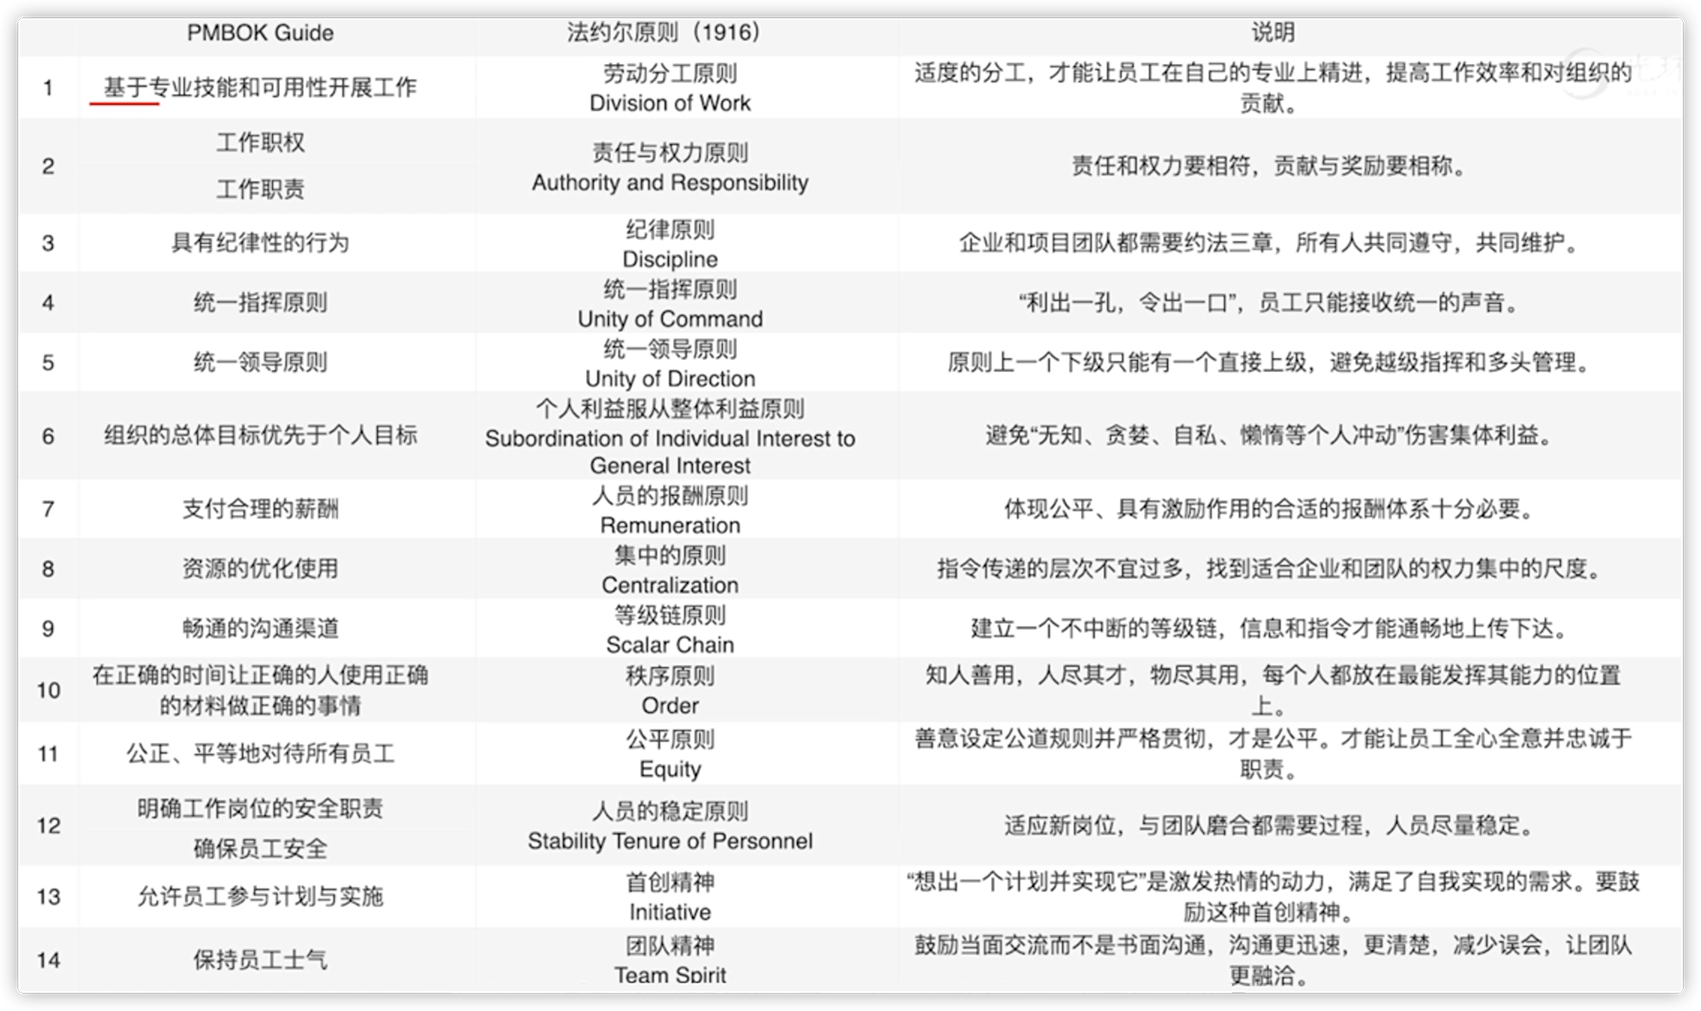 PMBOK Guide 法约尔原则（1916） 说明
1 基于专业技能和可用性开展工作 劳动分工原则 Division of Work 适度的分工，才能让员工在自己的专业上精进，提高工作效率和对组织的
贡献。
2 工作职权
工作职责
责任与权力原则
Authority and Responsibility
责任和权力要相符，贡献与奖励要相称。
3 具有纪律性的行为
纪律原则
Discipline
企业和项目团队都需要约法三章，所有人共同遵守，共同维护。
4 统一指挥原则
统一指挥原则
Unity of Command
“利出一孔，令出一口”，员工只能接收统一的声音。
5 统一领导原则
统一领导原则
Unity of Direction
原则上一个下级只能有一个直接上级，避免越级指挥和多头管理。
6 组织的总体目标优先于个人目标
个人利益服从整体利益原则
Subordination of Individual Interest to
General Interest
避免“无知、贪婪、自私、懒惰等个人冲动”伤害集体利益。
7 支付合理的薪酬
人员的报酬原则
Remuneration
体现公平、具有激励作用的合适的报酬体系十分必要。
8 资源的优化使用
集中的原则
Centralization
指令传递的层次不宜过多，找到适合企业和团队的权力集中的尺度。
9 畅通的沟通渠道
等级链原则
Scalar Chain
建立一个不中断的等级链，信息和指令才能通畅地上传下达。
10 在正确的时间让正确的人使用正确
的材料做正确的事情
秩序原则
Order
知人善用，人尽其才，物尽其用，每个人都放在最能发挥其能力的位置
上。
11 公正、平等地对待所有员工
公平原则
Equity
善意设定公道规则并严格贯彻，才是公平。才能让员工全心全意并忠诚于
职责。
12 明确工作岗位的安全职责
确保员工安全
人员的稳定原则
Stability Tenure of Personnel
适应新岗位，与团队磨合都需要过程，人员尽量稳定。
13 允许员工参与计划与实施
首创精神
Initiative
“想出一个计划并实现它”是激发热情的动力，满足了自我实现的需求。要鼓
励这种首创精神。
14 保持员工士气
团队精神
Team Spirit
鼓励当面交流而不是书面沟通，沟通更迅速，更清楚，减少误会，让团队
更融洽。